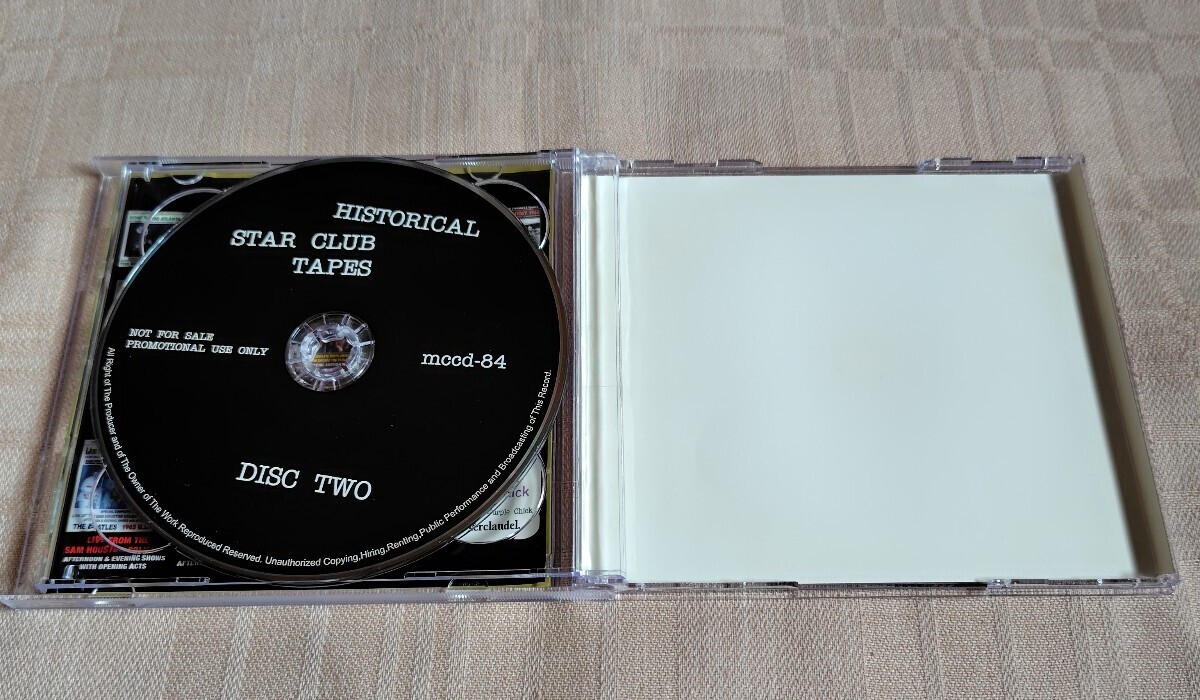 HISTORICAL
STAR CLUB
TAPES
NOT FOR SALE
PROMOTIONAL USE ONLY
mccd-84
DISC TWO
All Right of The Producer and of The Owner of The Work Reproduced Reserved. Unauthorized Copying,Hiring,Renting,Public Performance and Broadcasting of This Record.
LIVE FROM THE
SAM HOUSTON
AFTERNOON & EVENING SHOWS
WITH OPENING ACTS